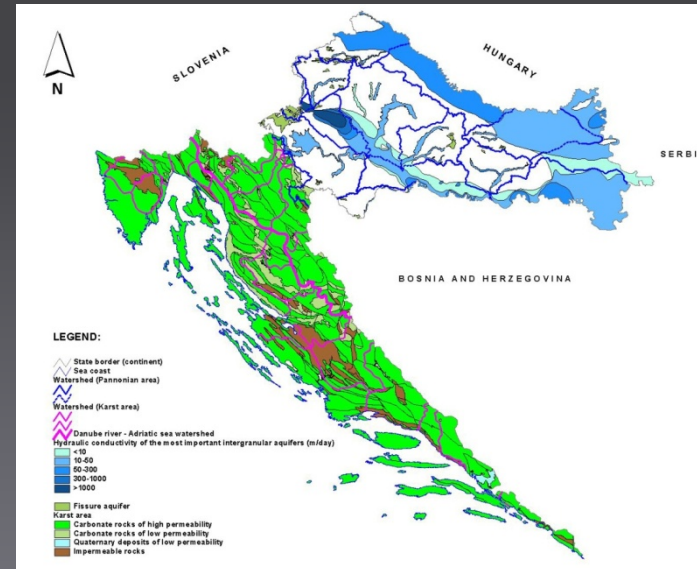 N
SLOVENIA
HUNGARY
SERBI
BOSNIA AND HERZEGOVINA
LEGEND:
State border (continent)
Sea coast
Watershed (Pannonian area)
Watershed (Karst area)
Danube river - Adriatic sea watershed
Hydraulic conductivity of the most important intergranular aquifers (m/day)
<10
10-50
50-300
300-1000
>1000
Fissure aquifer
Karst area
Carbonate rocks of high permeability
Carbonate rocks of low permeability
Quaternary deposits of low permeability
Impermeable rocks